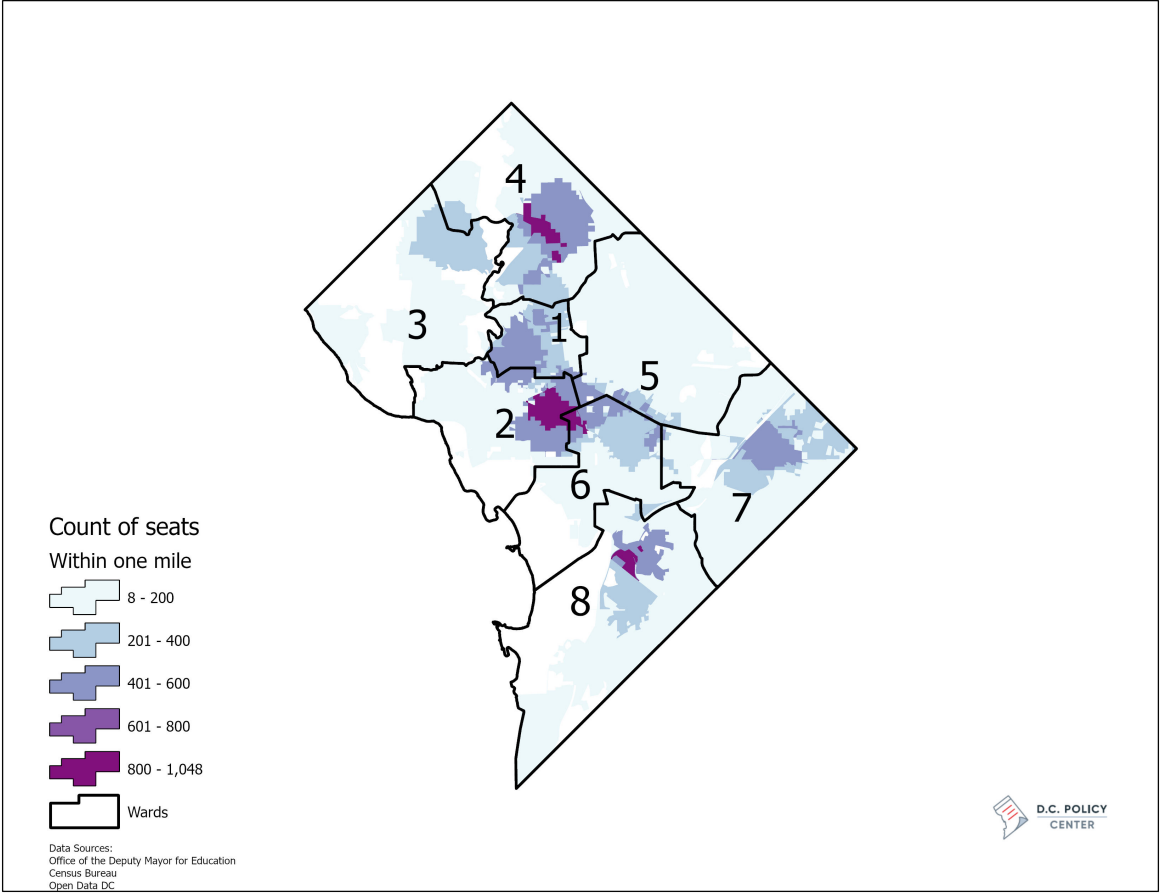 4
3
1
5
2
6
7
8
Count of seats
Within one mile
8 - 200
201 - 400
401 - 600
601 - 800
800 - 1,048
Wards
Data Sources:
Office of the Deputy Mayor for Education
Census Bureau
Open Data DC
D.C. POLICY
CENTER